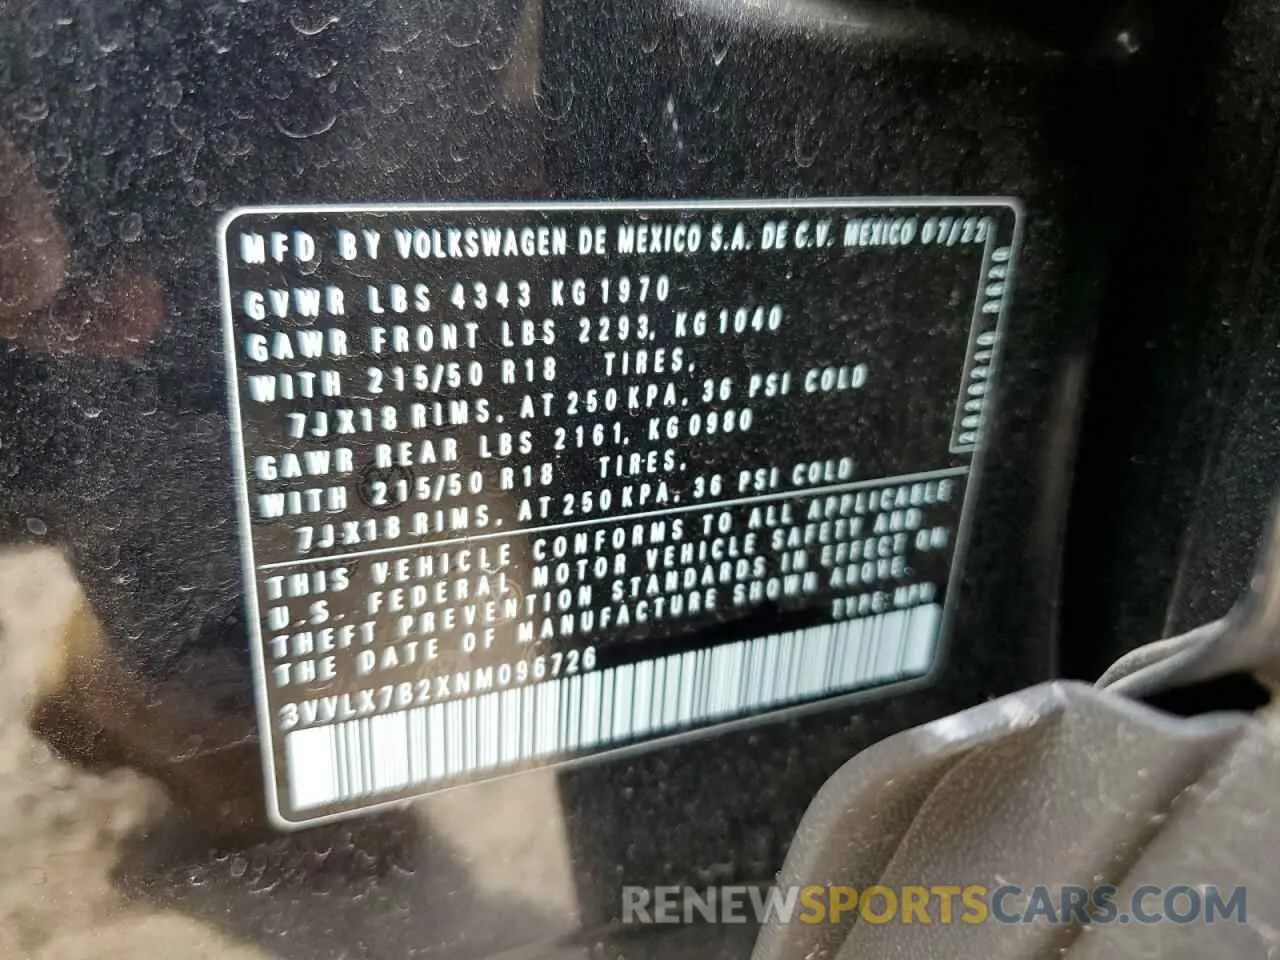 MFD BY VOLKSWAGEN DE MEXICO S.A. DE C.V. MEXICO 07/22
GVWR LBS 4343 KG 1970
GAWR FRONT LBS 2293, KG 1040
WITH 215/50 R18 TIRES,
7JX18 RIMS, AT 250 KPA, 36 PSI COLD
GAWR REAR LBS 2161, KG 0980
WITH 215/50 R18 TIRES,
7JX18 RIMS, AT 250 KPA, 36 PSI COLD
THIS VEHICLE CONFORMS TO ALL APPLICABLE
U.S. FEDERAL MOTOR VEHICLE SAFETY AND
THEFT PREVENTION STANDARDS IN EFFECT ON
THE DATE OF MANUFACTURE SHOWN ABOVE.
TYPE: MPV
3VVLX7B2XNM096726
RENEWSPORTSCARS.COM